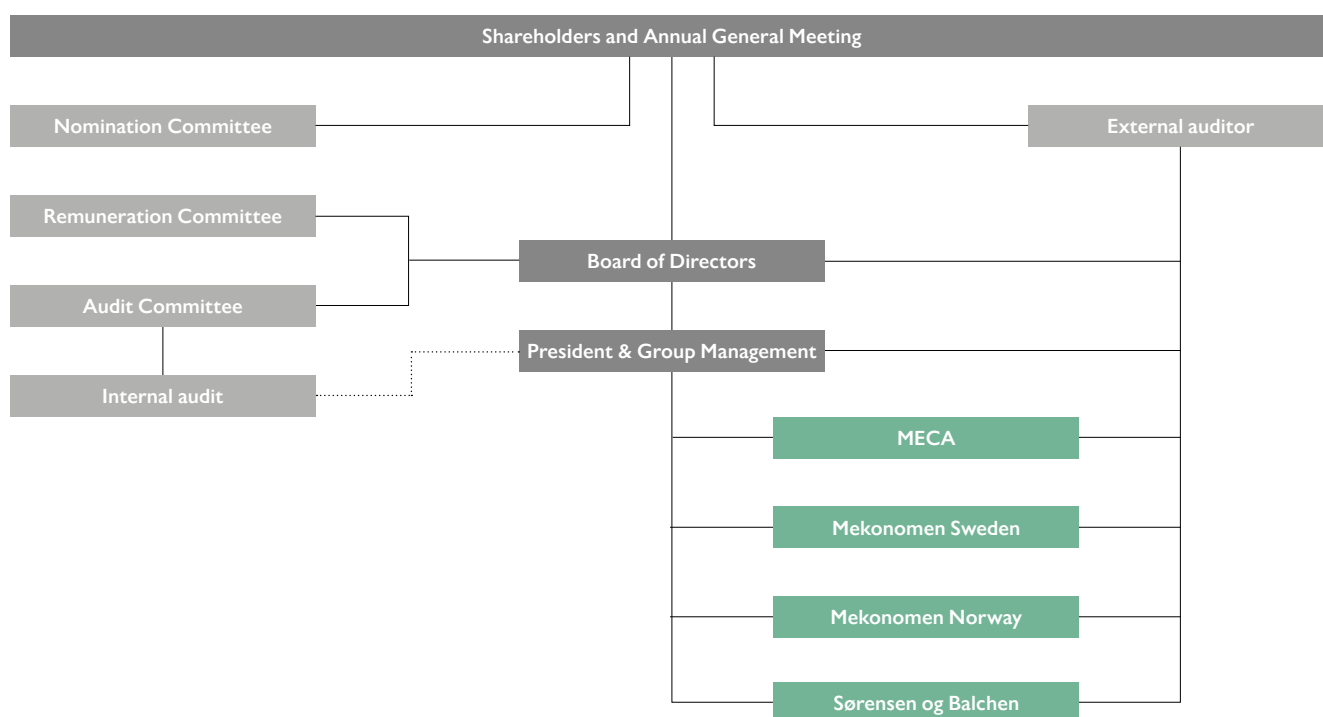 Shareholders and Annual General Meeting
Nomination Committee
External auditor
Remuneration Committee
Board of Directors
Audit Committee
President & Group Management
Internal audit
MECA
Mekonomen Sweden
Mekonomen Norway
Sørensen og Balchen